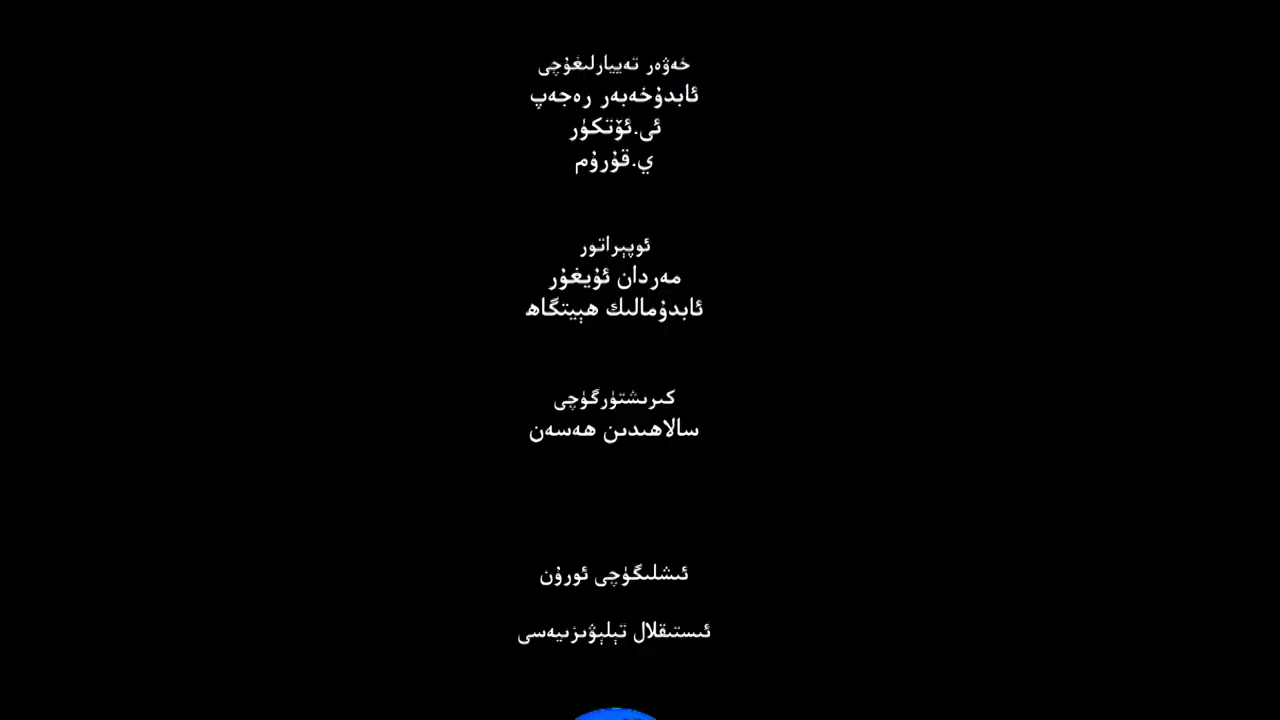 خەۋەر تەييارلىغۇچى
ئابدۇخەبەر رەجەپ
ئى.ئۆتكۈر
ي.قۇرۇم
ئوپېراتور
مەردان ئۇيغۇر
ئابدۇمالىك ھېيتگاھ
كىرىشتۈرگۈچى
سالاھىدىن ھەسەن
ئىشلىگۈچى ئورۇن
ئىستىقلال تېلېۋىزىيەسى